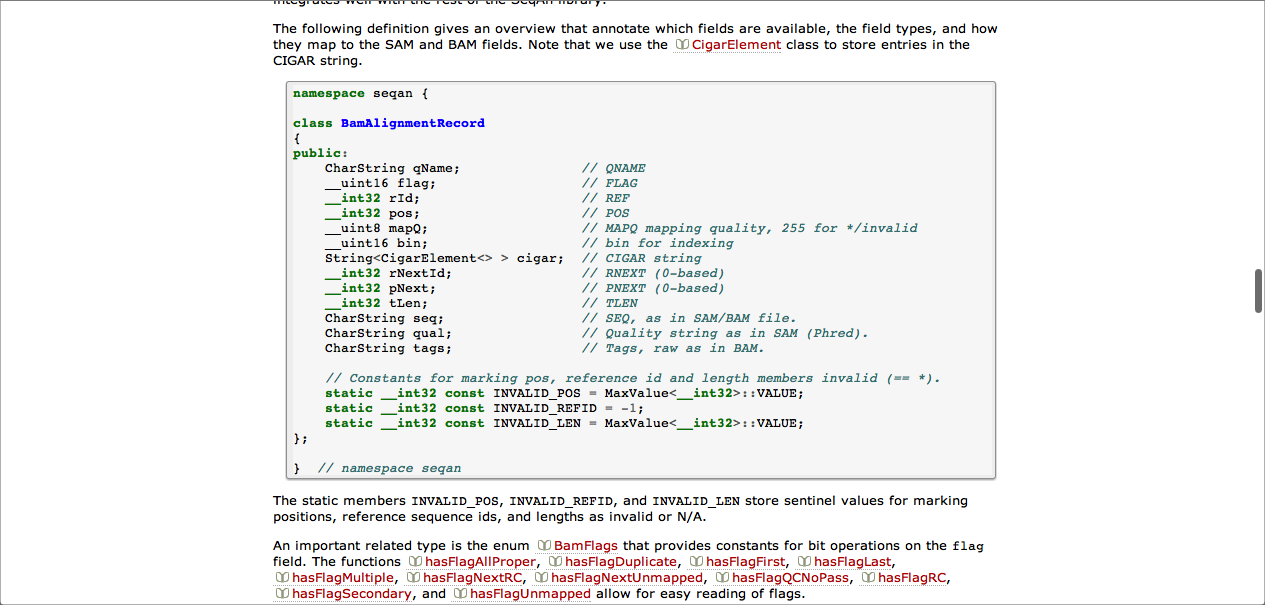 integrates well with the rest of the SeqAn library.
The following definition gives an overview that annotate which fields are available, the field types, and how
they map to the SAM and BAM fields. Note that we use the CigarElement class to store entries in the
CIGAR string.
namespace seqan {
class BamAlignmentRecord
{
public:
    CharString qName;               // QNAME
    __uint16 flag;                  // FLAG
    __int32 rId;                    // REF
    __int32 pos;                    // POS
    __uint8 mapQ;                   // MAPQ mapping quality, 255 for */invalid
    __uint16 bin;                   // bin for indexing
    String<CigarElement<> > cigar;  // CIGAR string
    __int32 rNextId;                // RNEXT (0-based)
    __int32 pNext;                  // PNEXT (0-based)
    __int32 tLen;                   // TLEN
    CharString seq;                 // SEQ, as in SAM/BAM file.
    CharString qual;                // Quality string as in SAM (Phred).
    CharString tags;                // Tags, raw as in BAM.
    // Constants for marking pos, reference id and length members invalid (== *).
    static __int32 const INVALID_POS = MaxValue<__int32>::VALUE;
    static __int32 const INVALID_REFID = -1;
    static __int32 const INVALID_LEN = MaxValue<__int32>::VALUE;
};
}  // namespace seqan
The static members INVALID_POS, INVALID_REFID, and INVALID_LEN store sentinel values for marking
positions, reference sequence ids, and lengths as invalid or N/A.
An important related type is the enum BamFlags that provides constants for bit operations on the flag
field. The functions hasFlagAllProper, hasFlagDuplicate, hasFlagFirst, hasFlagLast,
hasFlagMultiple, hasFlagNextRC, hasFlagNextUnmapped, hasFlagQCNoPass, hasFlagRC,
hasFlagSecondary, and hasFlagUnmapped allow for easy reading of flags.